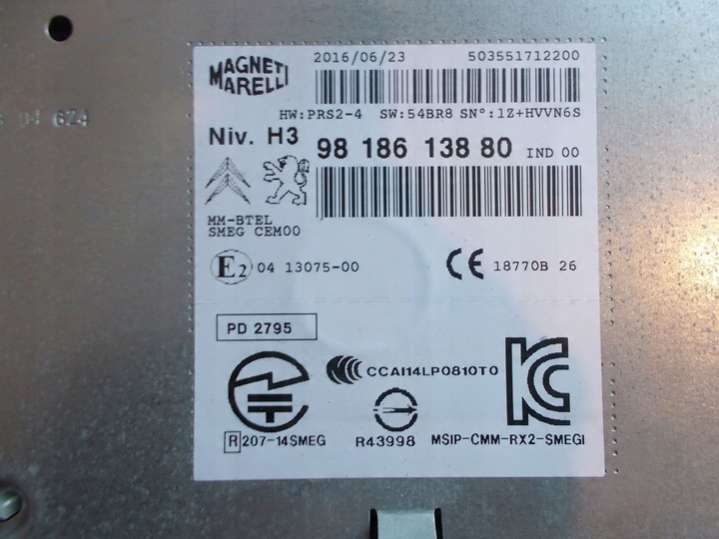 MAGNETI
MARELLI
2016/06/23 503551712200
HW:PRS2-4 SW:54BR8 SN°:1Z+HVVN6S
Niv. H3
98 186 138 80 IND 00
MM-BTEL
SMEG CEM00
E2 04 13075-00
CE 18770B 26
PD 2795
CCAI14LP0810T0
R 207-14SMEG
R43998
MSIP-CMM-RX2-SMEGI